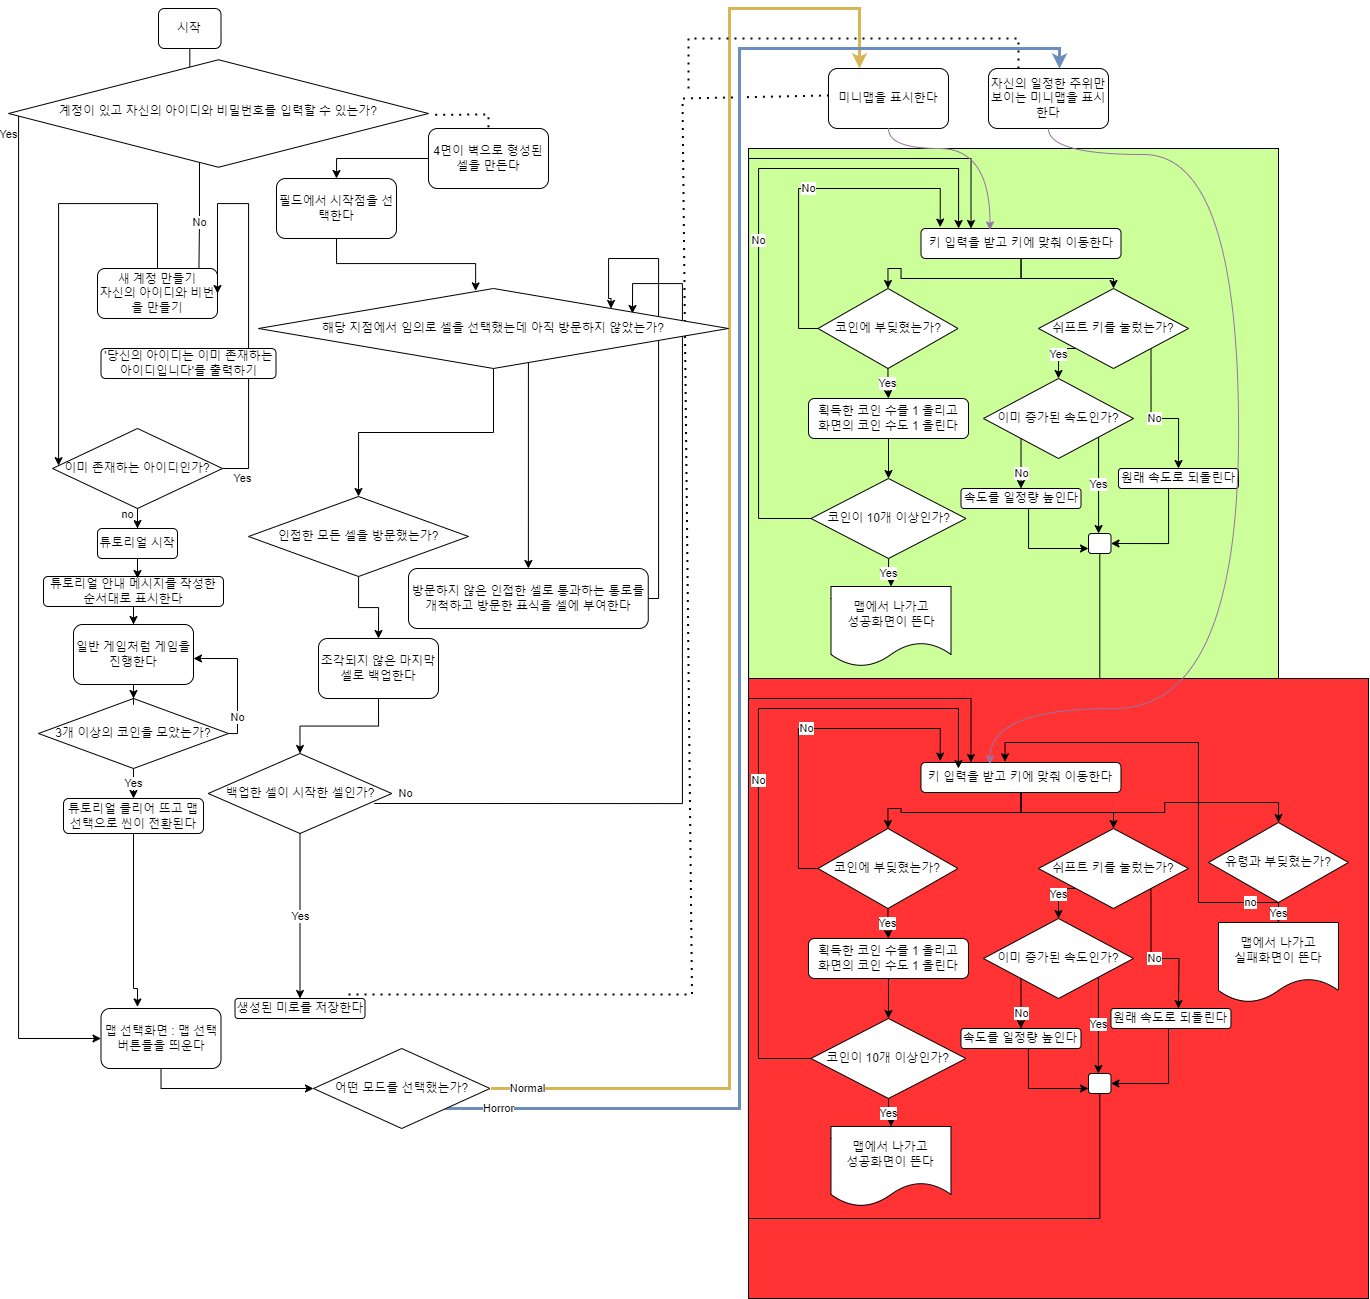 시작
계정이 있고 자신의 아이디와 비밀번호를 입력할 수 있는가?
Yes
No
새 계정 만들기
자신의 아이디와 비번
을 만들기
'당신의 아이디는 이미 존재하는
아이디입니다'를 출력하기
이미 존재하는 아이디인가?
Yes
no
튜토리얼 시작
튜토리얼 안내 메시지를 작성한
순서대로 표시한다
일반 게임처럼 게임을
진행한다
3개 이상의 코인을 모았는가?
No
Yes
튜토리얼 클리어 뜨고 맵
선택으로 씬이 전환된다
맵 선택화면 : 맵 선택
버튼들을 띄운다
4면이 벽으로 형성된
셀을 만든다
필드에서 시작점을 선
택한다
해당 지점에서 임의로 셀을 선택했는데 아직 방문하지 않았는가?
인접한 모든 셀을 방문했는가?
방문하지 않은 인접한 셀로 통과하는 통로를
개척하고 방문한 표식을 셀에 부여한다
조각되지 않은 마지막
셀로 백업한다
백업한 셀이 시작한 셀인가?
No
Yes
생성된 미로를 저장한다
어떤 모드를 선택했는가?
Normal
Horror
미니맵을 표시한다
자신의 일정한 주위만
보이는 미니맵을 표시
한다
No
No
키 입력을 받고 키에 맞춰 이동한다
코인에 부딪혔는가?
쉬프트 키를 눌렀는가?
Yes
Yes
획득한 코인 수를 1 올리고
화면의 코인 수도 1 올린다
이미 증가된 속도인가?
No
No
Yes
원래 속도로 되돌린다
속도를 일정량 높인다
코인이 10개 이상인가?
Yes
맵에서 나가고
성공화면이 뜬다
No
No
키 입력을 받고 키에 맞춰 이동한다
코인에 부딪혔는가?
쉬프트 키를 눌렀는가?
유령과 부딪혔는가?
Yes
Yes
no
Yes
획득한 코인 수를 1 올리고
화면의 코인 수도 1 올린다
이미 증가된 속도인가?
No
맵에서 나가고
실패화면이 뜬다
No
Yes
원래 속도로 되돌린다
속도를 일정량 높인다
코인이 10개 이상인가?
Yes
맵에서 나가고
성공화면이 뜬다